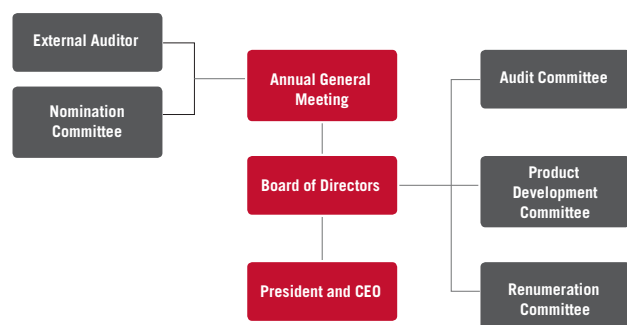 External Auditor
Nomination
Committee
Annual General
Meeting
Board of Directors
President and CEO
Audit Committee
Product
Development
Committee
Renumeration
Committee